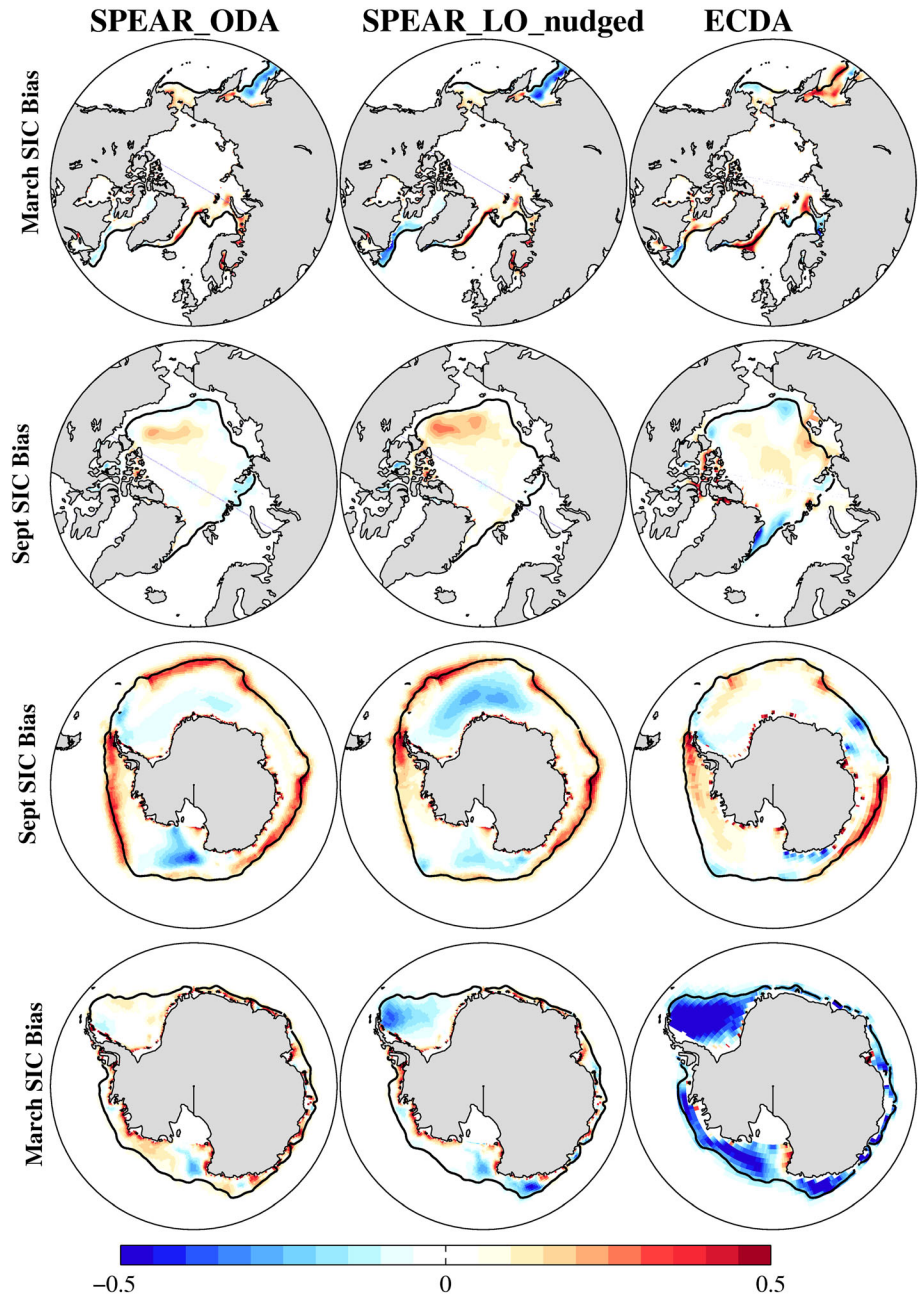 SPEAR_ODA SPEAR_LO_nudged ECDA
March SIC Bias
Sept SIC Bias
Sept SIC Bias
March SIC Bias
−0.5 0 0.5